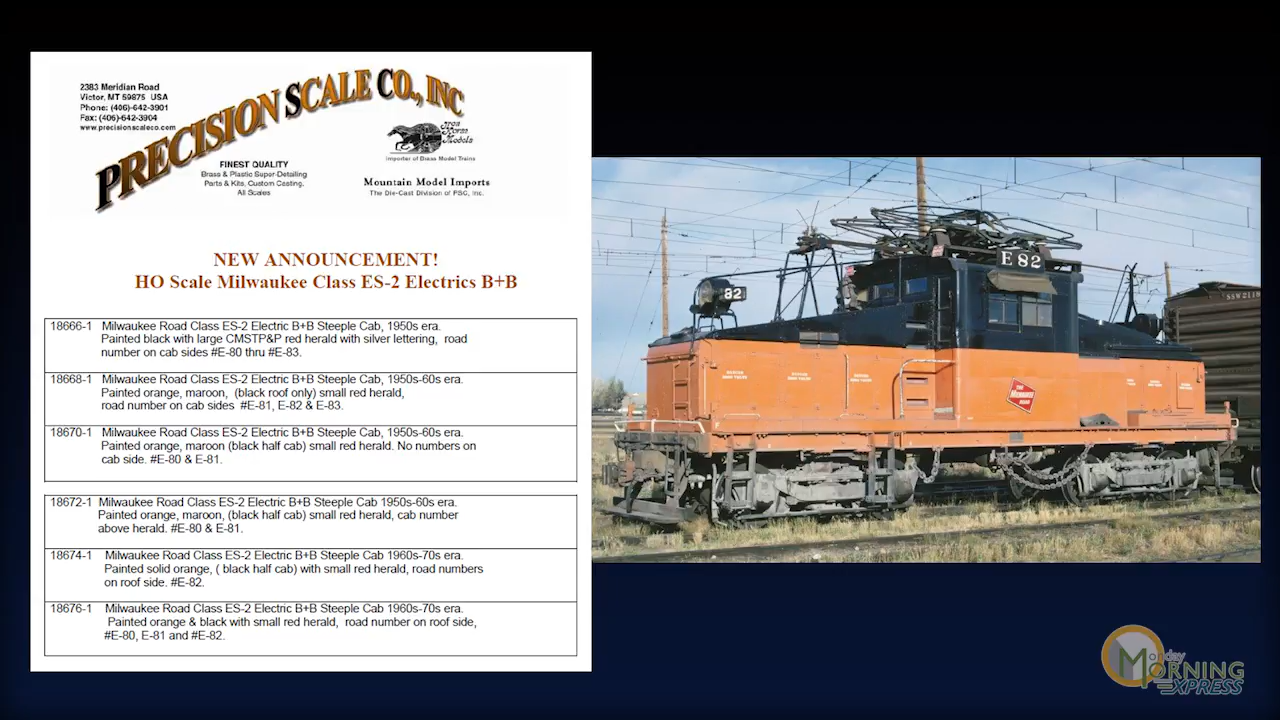 2383 Meridian Road
Victor, MT 59875 USA
Phone: (406)-642-3901
Fax: (406)-642-3904
www.precisionscaleco.com
PRECISION SCALE CO., INC
Iron
Horse
Models
Importer of Brass Model Trains
FINEST QUALITY
Brass & Plastic Super-Detailing
Parts & Kits, Custom Casting.
All Scales
Mountain Model Imports
The Die-Cast Division of PSC, Inc.
NEW ANNOUNCEMENT!
HO Scale Milwaukee Class ES-2 Electrics B+B
18666-1 Milwaukee Road Class ES-2 Electric B+B Steeple Cab, 1950s era.
Painted black with large CMSTP&P red herald with silver lettering, road
number on cab sides #E-80 thru #E-83.
18668-1 Milwaukee Road Class ES-2 Electric B+B Steeple Cab, 1950s-60s era.
Painted orange, maroon, (black roof only) small red herald,
road number on cab sides #E-81, E-82 & E-83.
18670-1 Milwaukee Road Class ES-2 Electric B+B Steeple Cab, 1950s-60s era.
Painted orange, maroon (black half cab) small red herald. No numbers on
cab side. #E-80 & E-81.
18672-1 Milwaukee Road Class ES-2 Electric B+B Steeple Cab 1950s-60s era.
Painted orange, maroon, (black half cab) small red herald, cab number
above herald. #E-80 & E-81.
18674-1 Milwaukee Road Class ES-2 Electric B+B Steeple Cab 1960s-70s era.
Painted solid orange, ( black half cab) with small red herald, road numbers
on roof side. #E-82.
18676-1 Milwaukee Road Class ES-2 Electric B+B Steeple Cab 1960s-70s era.
Painted orange & black with small red herald, road number on roof side,
#E-80, E-81 and #E-82.
E 82
82
THE
MILWAUKEE
ROAD
F
Monday
MORNING
EXPRESS